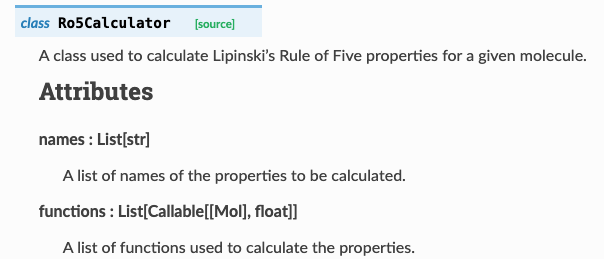 class Ro5Calculator [source]
A class used to calculate Lipinski’s Rule of Five properties for a given molecule.
Attributes
names : List[str]
A list of names of the properties to be calculated.
functions : List[Callable[[Mol], float]]
A list of functions used to calculate the properties.